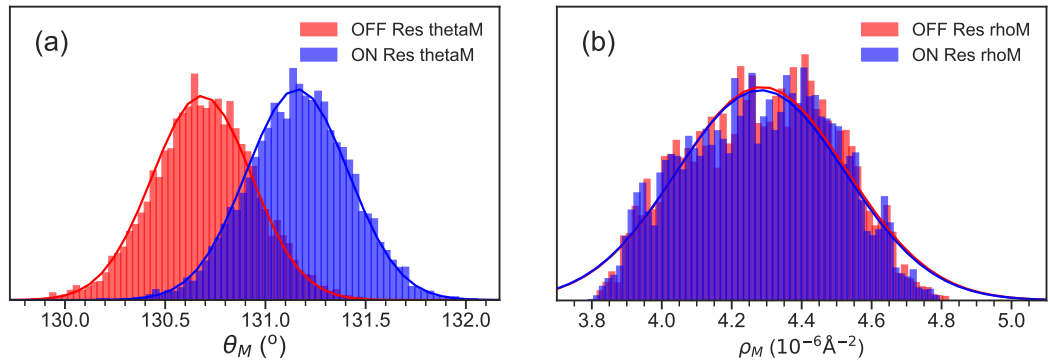 (a)
OFF Res thetaM
ON Res thetaM
130.0 130.5 131.0 131.5 132.0
θ_M (°)
(b)
OFF Res rhoM
ON Res rhoM
3.8 4.0 4.2 4.4 4.6 4.8 5.0
ρ_M (10⁻⁶Å⁻²)